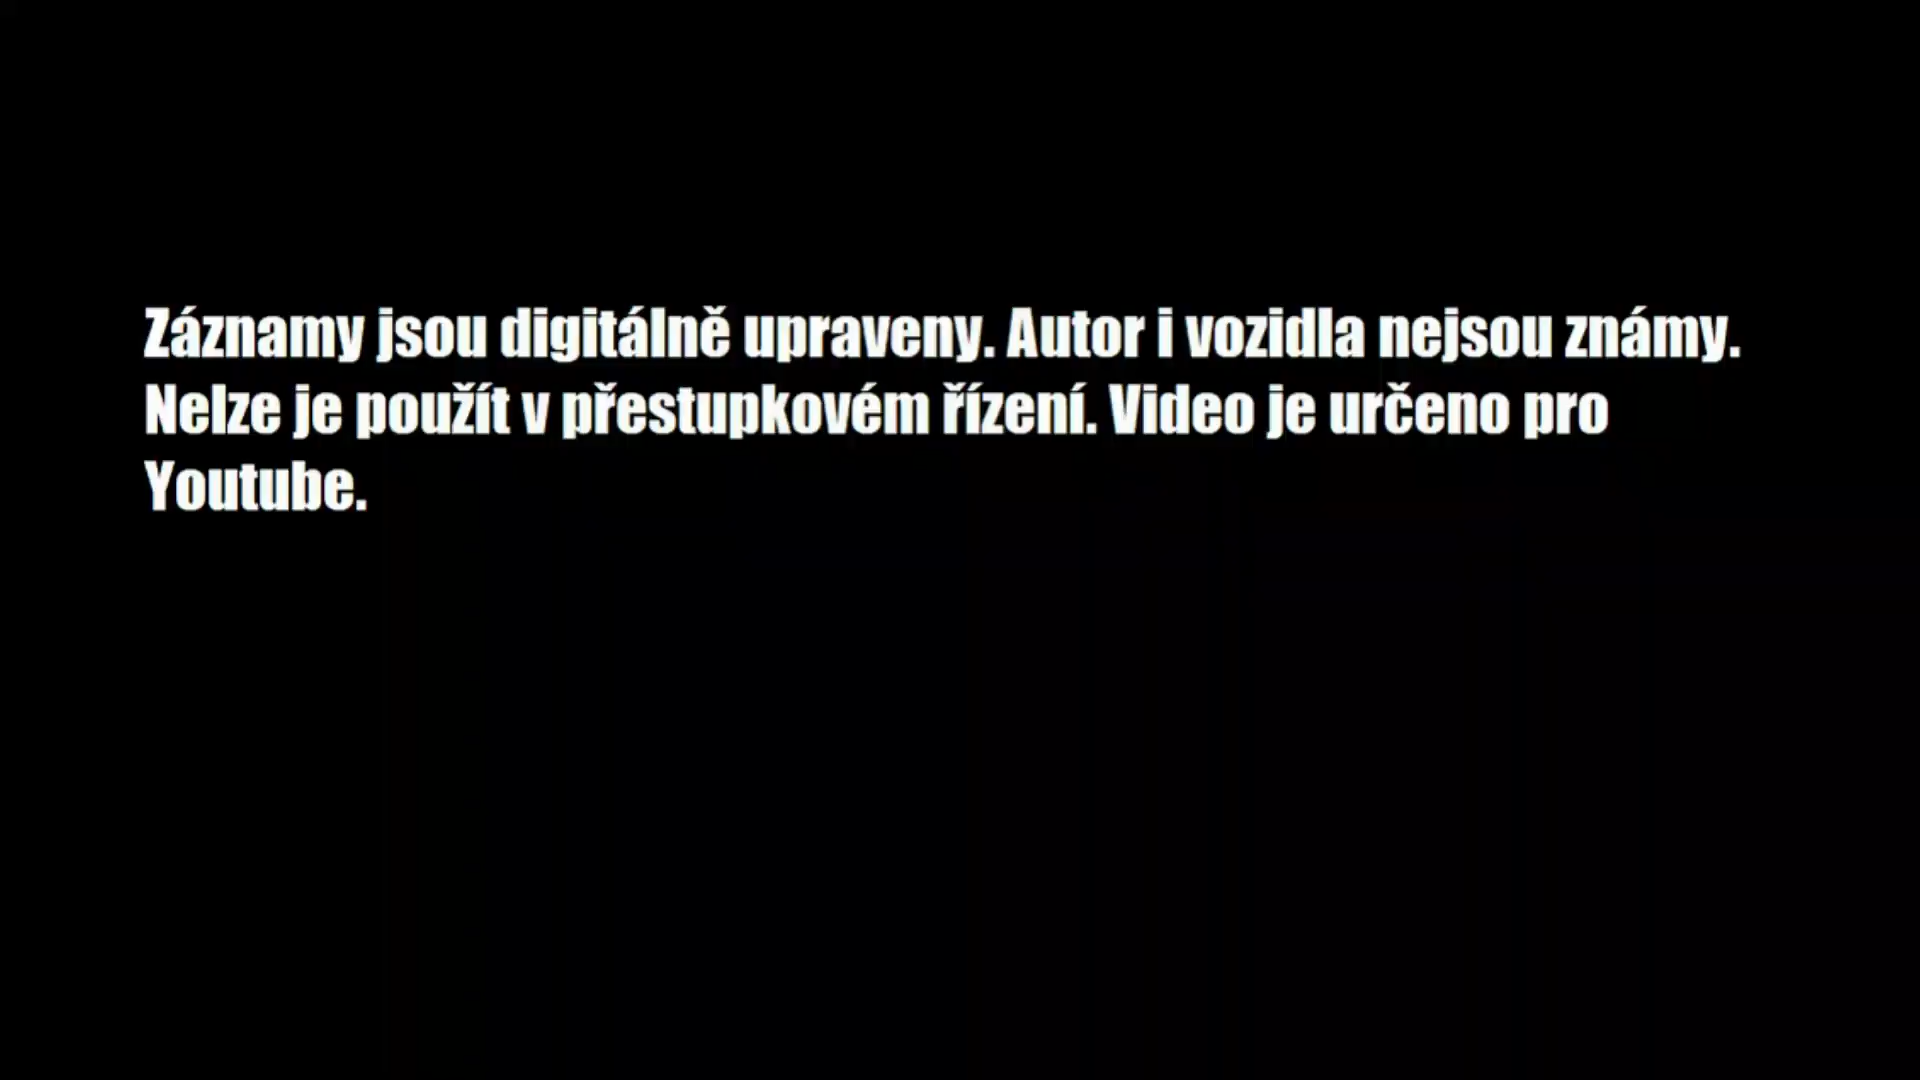 Záznamy jsou digitálně upraveny. Autor i vozidla nejsou známy.
Nelze je použít v přestupkovém řízení. Video je určeno pro
Youtube.